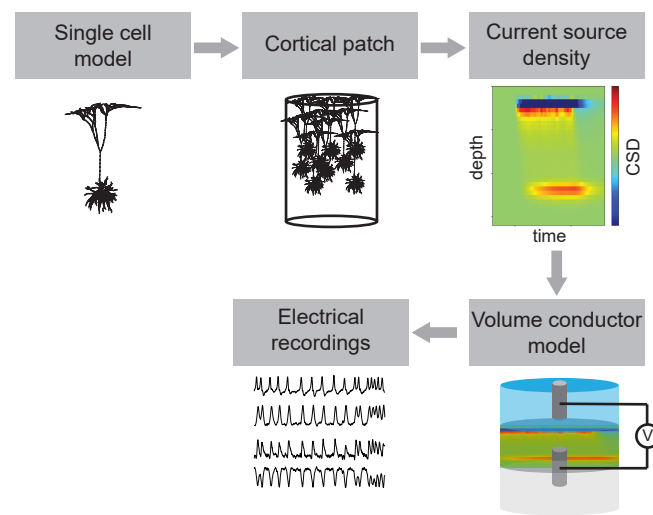 Single cell
model
Cortical patch
Current source
density
depth
CSD
time
Electrical
recordings
Volume conductor
model
V